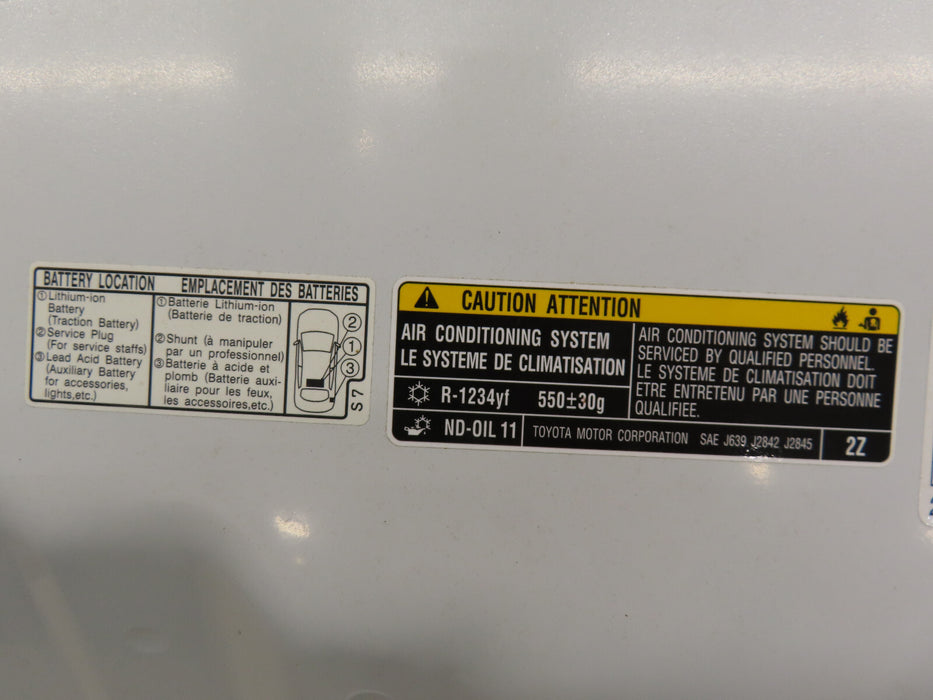 BATTERY LOCATION EMPLACEMENT DES BATTERIES
①Lithium-ion
Battery
(Traction Battery)
②Service Plug
(For service staffs)
③Lead Acid Battery
(Auxiliary Battery
for accessories,
lights,etc.)
①Batterie Lithium-ion
(Batterie de traction)
②Shunt (à manipuler
par un professionnel)
③Batterie à acide et
plomb (Batterie auxi-
liaire pour les feux,
les accessoires,etc.)
②
①
③
S7
CAUTION ATTENTION
AIR CONDITIONING SYSTEM
LE SYSTEME DE CLIMATISATION
R-1234yf 550±30g
AIR CONDITIONING SYSTEM SHOULD BE
SERVICED BY QUALIFIED PERSONNEL.
LE SYSTEME DE CLIMATISATION DOIT
ETRE ENTRETENU PAR UNE PERSONNE
QUALIFIEE.
ND-OIL 11
TOYOTA MOTOR CORPORATION SAE J639 J2842 J2845
2Z